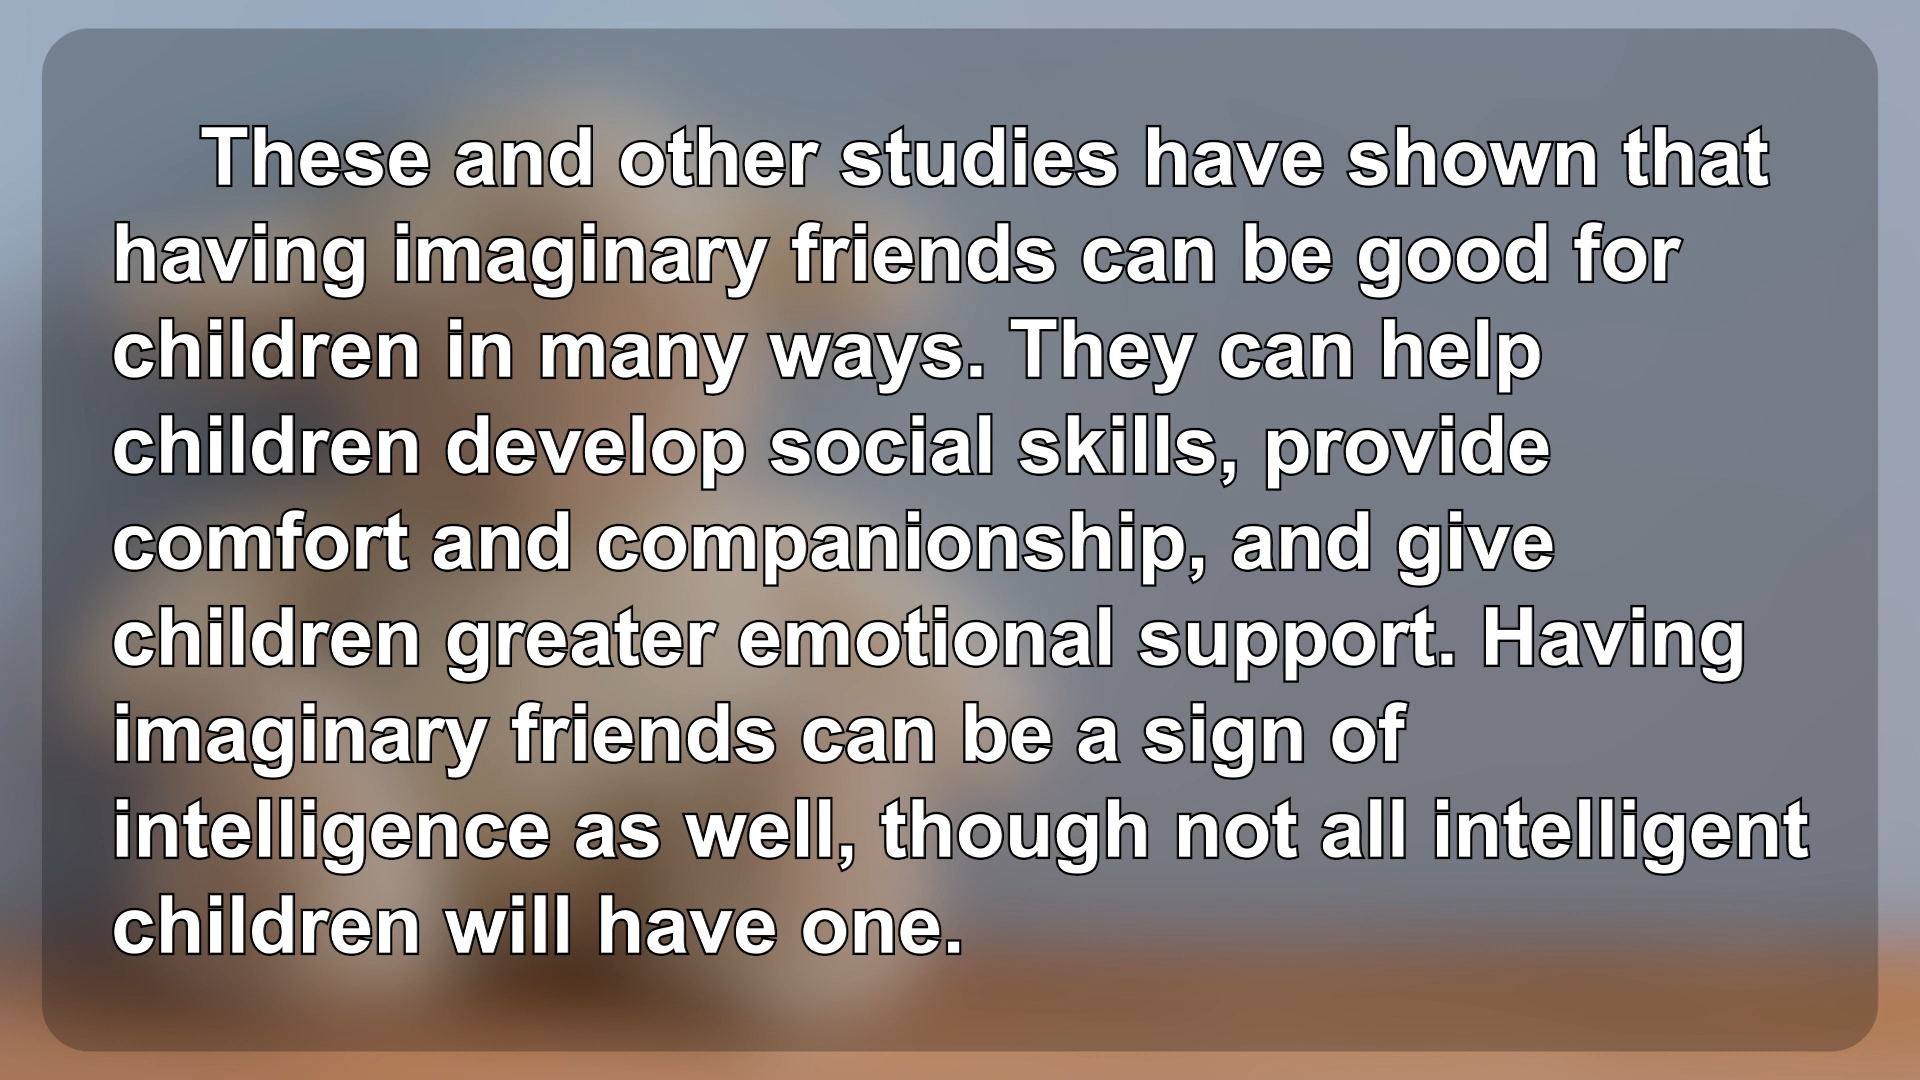 These and other studies have shown that
having imaginary friends can be good for
children in many ways. They can help
children develop social skills, provide
comfort and companionship, and give
children greater emotional support. Having
imaginary friends can be a sign of
intelligence as well, though not all intelligent
children will have one.